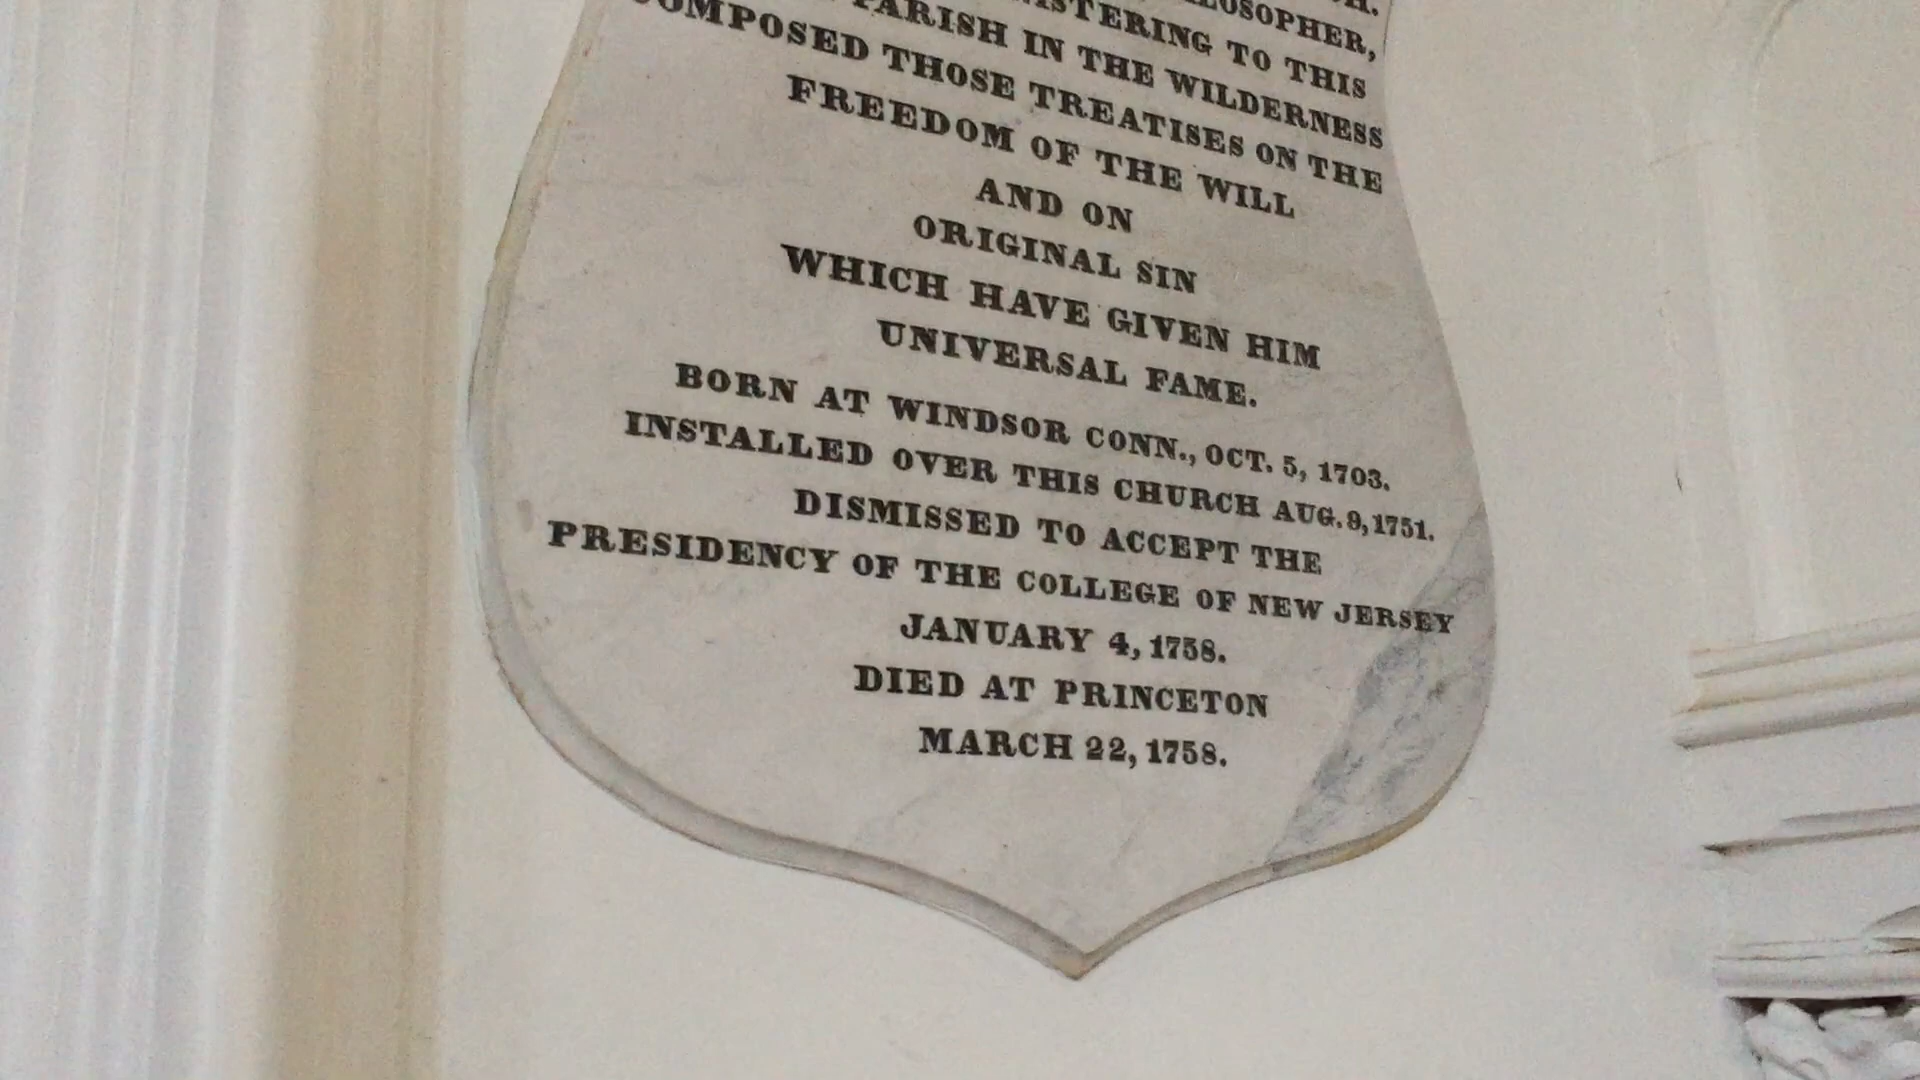 PHILOSOPHER,
MINISTERING TO THIS
PARISH IN THE WILDERNESS
COMPOSED THOSE TREATISES ON THE
FREEDOM OF THE WILL
AND ON
ORIGINAL SIN
WHICH HAVE GIVEN HIM
UNIVERSAL FAME.
BORN AT WINDSOR CONN., OCT. 5, 1703.
INSTALLED OVER THIS CHURCH AUG. 9, 1751.
DISMISSED TO ACCEPT THE
PRESIDENCY OF THE COLLEGE OF NEW JERSEY
JANUARY 4, 1758.
DIED AT PRINCETON
MARCH 22, 1758.